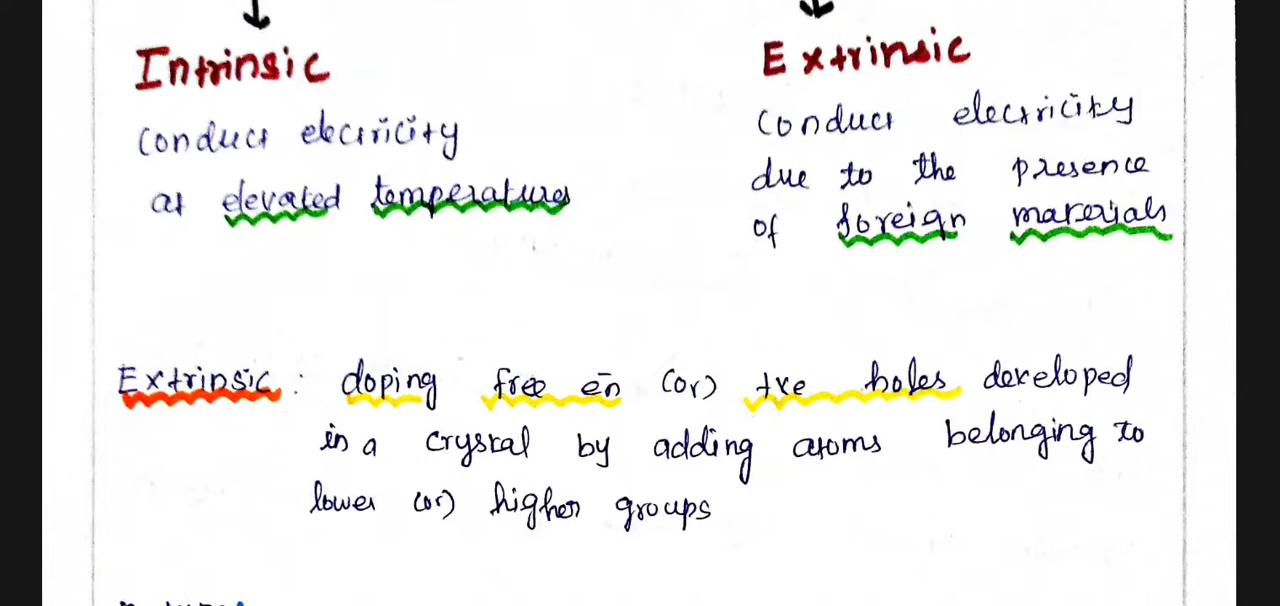 Intrinsic
conduct electricity
at elevated temperatures
Extrinsic
conduct electricity
due to the presence
of foreign materials
Extrinsic : doping free en (or) +ve holes developed
in a crystal by adding atoms belonging to
lower (or) higher groups